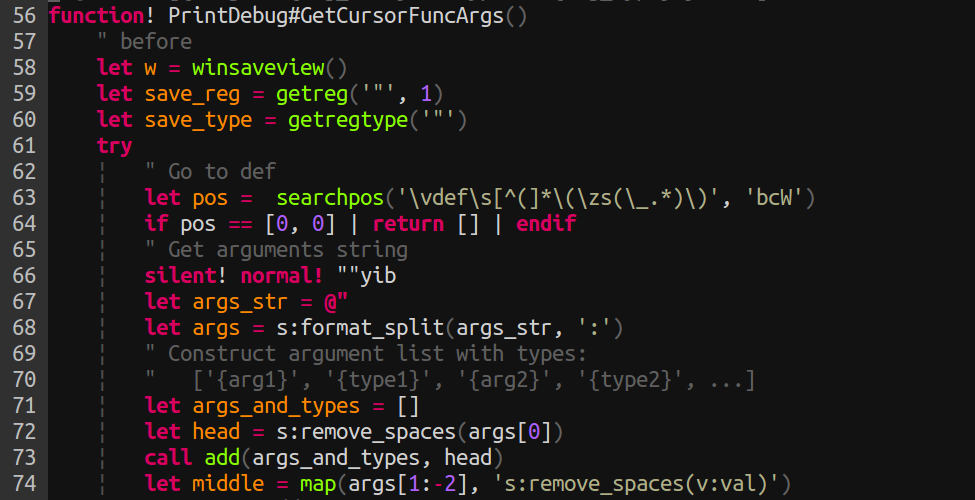 56 function! PrintDebug#GetCursorFuncArgs()
57     " before
58     let w = winsaveview()
59     let save_reg = getreg('"', 1)
60     let save_type = getregtype('"')
61     try
62     ¦   " Go to def
63     ¦   let pos =  searchpos('\vdef\s[^(]*\(\zs(\_.*)\)', 'bcW')
64     ¦   if pos == [0, 0] | return [] | endif
65     ¦   " Get arguments string
66     ¦   silent! normal! ""yib
67     ¦   let args_str = @"
68     ¦   let args = s:format_split(args_str, ':')
69     ¦   " Construct argument list with types:
70     ¦   "   ['{arg1}', '{type1}', '{arg2}', '{type2}', ...]
71     ¦   let args_and_types = []
72     ¦   let head = s:remove_spaces(args[0])
73     ¦   call add(args_and_types, head)
74     ¦   let middle = map(args[1:-2], 's:remove_spaces(v:val)')